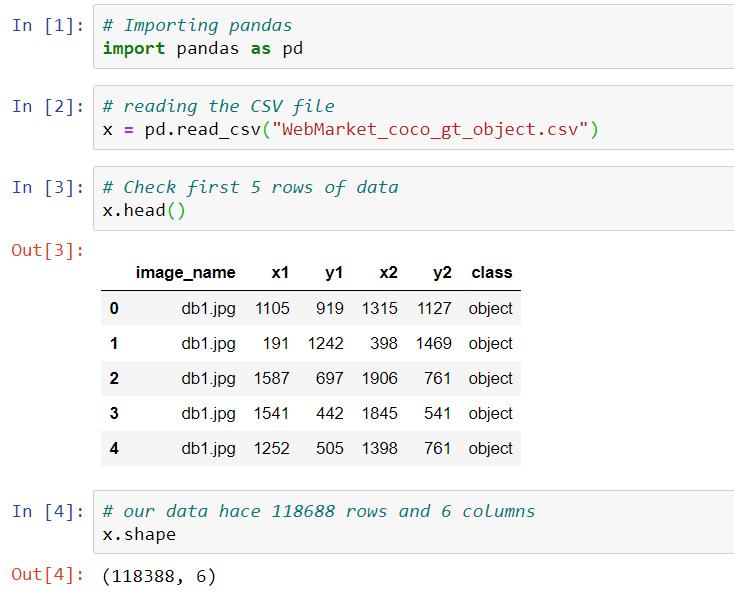 In [1]: # Importing pandas
import pandas as pd
In [2]: # reading the CSV file
x = pd.read_csv("WebMarket_coco_gt_object.csv")
In [3]: # Check first 5 rows of data
x.head()
Out[3]:
image_name x1 y1 x2 y2 class
0 db1.jpg 1105 919 1315 1127 object
1 db1.jpg 191 1242 398 1469 object
2 db1.jpg 1587 697 1906 761 object
3 db1.jpg 1541 442 1845 541 object
4 db1.jpg 1252 505 1398 761 object
In [4]: # our data hace 118688 rows and 6 columns
x.shape
Out[4]: (118388, 6)